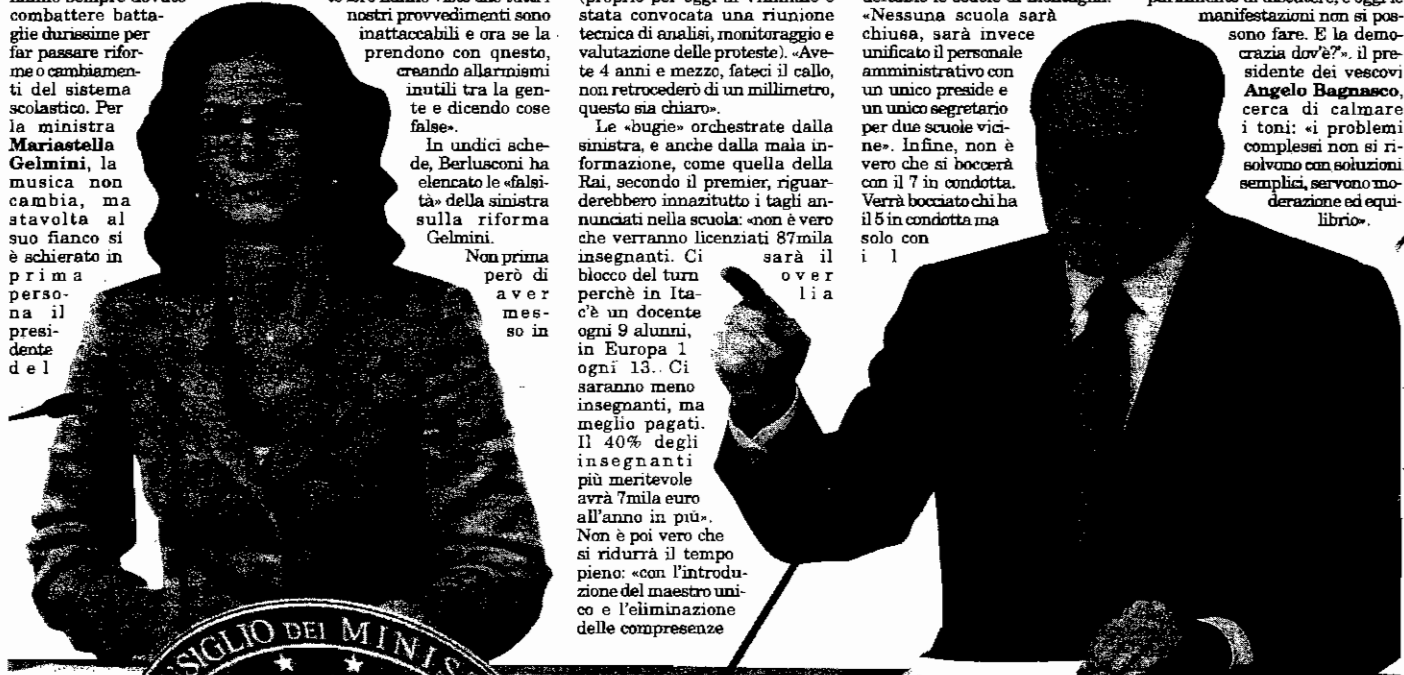 combattere batta-
glie durissime per
far passare rifor-
me o cambiamen-
ti del sistema
scolastico. Per
la ministra
Mariastella
Gelmini, la
musica non
cambia, ma
stavolta al
suo fianco si
è schierato in
prima
perso-
na il
presi-
dente
del
nostri provvedimenti sono
inattaccabili e ora se la
prendono con questo,
creando allarmismi
inutili tra la gen-
te e dicendo cose
false».
In undici sche-
de, Berlusconi ha
elencato le «falsi-
tà» della sinistra
sulla riforma
Gelmini.
Non prima
però di
aver
mes-
so in
stata convocata una riunione
tecnica di analisi, monitoraggio e
valutazione delle proteste). «Ave-
te 4 anni e mezzo, fateci il callo,
non retrocederò di un millimetro,
questo sia chiaro».
Le «bugie» orchestrate dalla
sinistra, e anche dalla mala in-
formazione, come quella della
Rai, secondo il premier, riguar-
derebbero innazitutto i tagli an-
nunciati nella scuola: «non è vero
che verranno licenziati 87mila
insegnanti. Ci sarà il
blocco del turn over
perchè in Ita- lia
c'è un docente
ogni 9 alunni,
in Europa 1
ogni 13.. Ci
saranno meno
insegnanti, ma
meglio pagati.
Il 40% degli
insegnanti
più meritevole
avrà 7mila euro
all'anno in più».
Non è poi vero che
si ridurrà il tempo
pieno: «con l'introdu-
zione del maestro uni-
co e l'eliminazione
delle compresenze
«Nessuna scuola sarà
chiusa, sarà invece
unificato il personale
amministrativo con
un unico preside e
un unico segretario
per due scuole vici-
ne». Infine, non è
vero che si boccerà
con il 7 in condotta.
Verrà bocciato chi ha
il 5 in condotta ma
solo con
il
manifestazioni non si pos-
sono fare. E la demo-
crazia dov'è?». il pre-
sidente dei vescovi
Angelo Bagnasco,
cerca di calmare
i toni: «i problemi
complessi non si ri-
solvono con soluzioni
semplici, servono mo-
derazione ed equi-
librio».
SIGLIO DEI MINIS